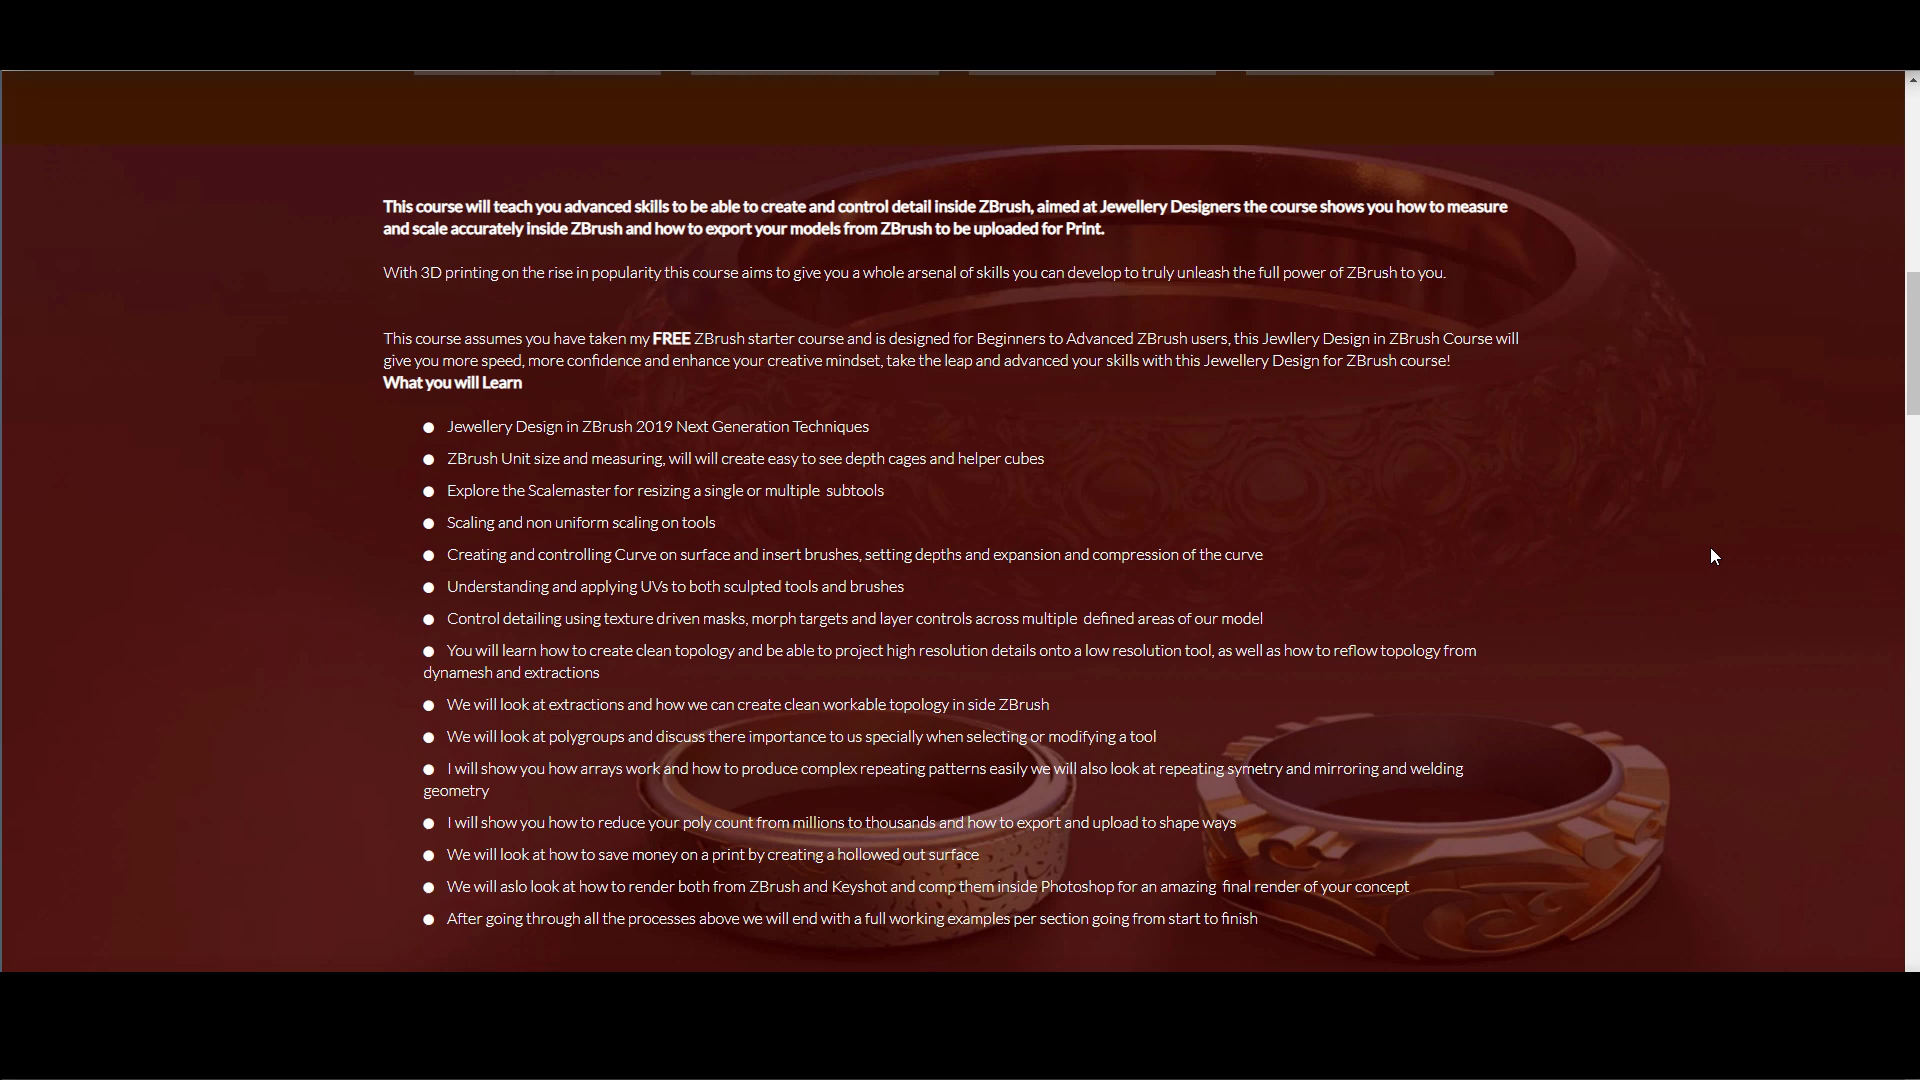 This course will teach you advanced skills to be able to create and control detail inside ZBrush, aimed at Jewellery Designers the course shows you how to measure
and scale accurately inside ZBrush and how to export your models from ZBrush to be uploaded for Print.
With 3D printing on the rise in popularity this course aims to give you a whole arsenal of skills you can develop to truly unleash the full power of ZBrush to you.
This course assumes you have taken my FREE ZBrush starter course and is designed for Beginners to Advanced ZBrush users, this Jewllery Design in ZBrush Course will
give you more speed, more confidence and enhance your creative mindset, take the leap and advanced your skills with this Jewellery Design for ZBrush course!
What you will Learn
● Jewellery Design in ZBrush 2019 Next Generation Techniques
● ZBrush Unit size and measuring, will will create easy to see depth cages and helper cubes
● Explore the Scalemaster for resizing a single or multiple subtools
● Scaling and non uniform scaling on tools
● Creating and controlling Curve on surface and insert brushes, setting depths and expansion and compression of the curve
● Understanding and applying UVs to both sculpted tools and brushes
● Control detailing using texture driven masks, morph targets and layer controls across multiple defined areas of our model
● You will learn how to create clean topology and be able to project high resolution details onto a low resolution tool, as well as how to reflow topology from
dynamesh and extractions
● We will look at extractions and how we can create clean workable topology in side ZBrush
● We will look at polygroups and discuss there importance to us specially when selecting or modifying a tool
● I will show you how arrays work and how to produce complex repeating patterns easily we will also look at repeating symetry and mirroring and welding
geometry
● I will show you how to reduce your poly count from millions to thousands and how to export and upload to shape ways
● We will look at how to save money on a print by creating a hollowed out surface
● We will aslo look at how to render both from ZBrush and Keyshot and comp them inside Photoshop for an amazing final render of your concept
● After going through all the processes above we will end with a full working examples per section going from start to finish